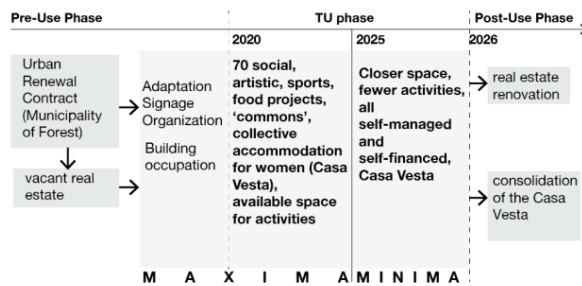 Pre-Use Phase
TU phase
Post-Use Phase
2020
2025
2026
Urban
Renewal
Contract
(Municipality
of Forest)
vacant real
estate
Adaptation
Signage
Organization
Building
occupation
70 social,
artistic, sports,
food projects,
‘commons’,
collective
accommodation
for women (Casa
Vesta),
available space
for activities
Closer space,
fewer activities,
all
self-managed
and
self-financed,
Casa Vesta
real estate
renovation
consolidation
of the Casa
Vesta
M A X I M A
M I N I M A